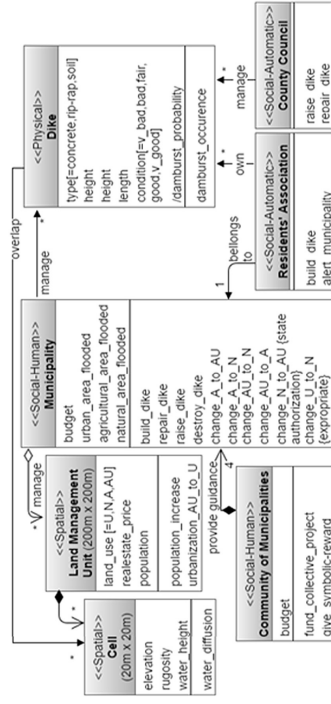 overlap
<<Spatial>>
Cell
(20m x 20m)
elevation
rugosity
water_height
water_diffusion
*
*
<<Spatial>>
Land Management
Unit (200m x 200m)
land_use [=U,N,A,AU]
realestate_price
population
population_increase
urbanization_AU_to_U
*
manage
<<Social-Human>>
Municipality
budget
urban_area_flooded
agricultural_area_flooded
natural_area_flooded
build_dike
repair_dike
raise_dike
destroy_dike
change_A_to_AU
change_A_to_N
change_AU_to_N
change_AU_to_A
change_N_to_AU {state
authorization}
change_U_to_N
{expropriate}
manage
*
<<Physical>>
Dike
type[=concrete,rip-rap,soil]
height
height
length
condition[=v_bad,bad,fair,
good,v_good]
/damburst_probability
damburst_occurence
provide guidance
4
<<Social-Human>>
Community of Municipalities
budget
fund_collective_project
give_symbolic-reward
1
bellongs
to
* own
<<Social-Automatic>>
Residents' Association
build_dike
alert_municipality
*
manage
<<Social-Automatic>>
County Council
raise_dike
repair_dike